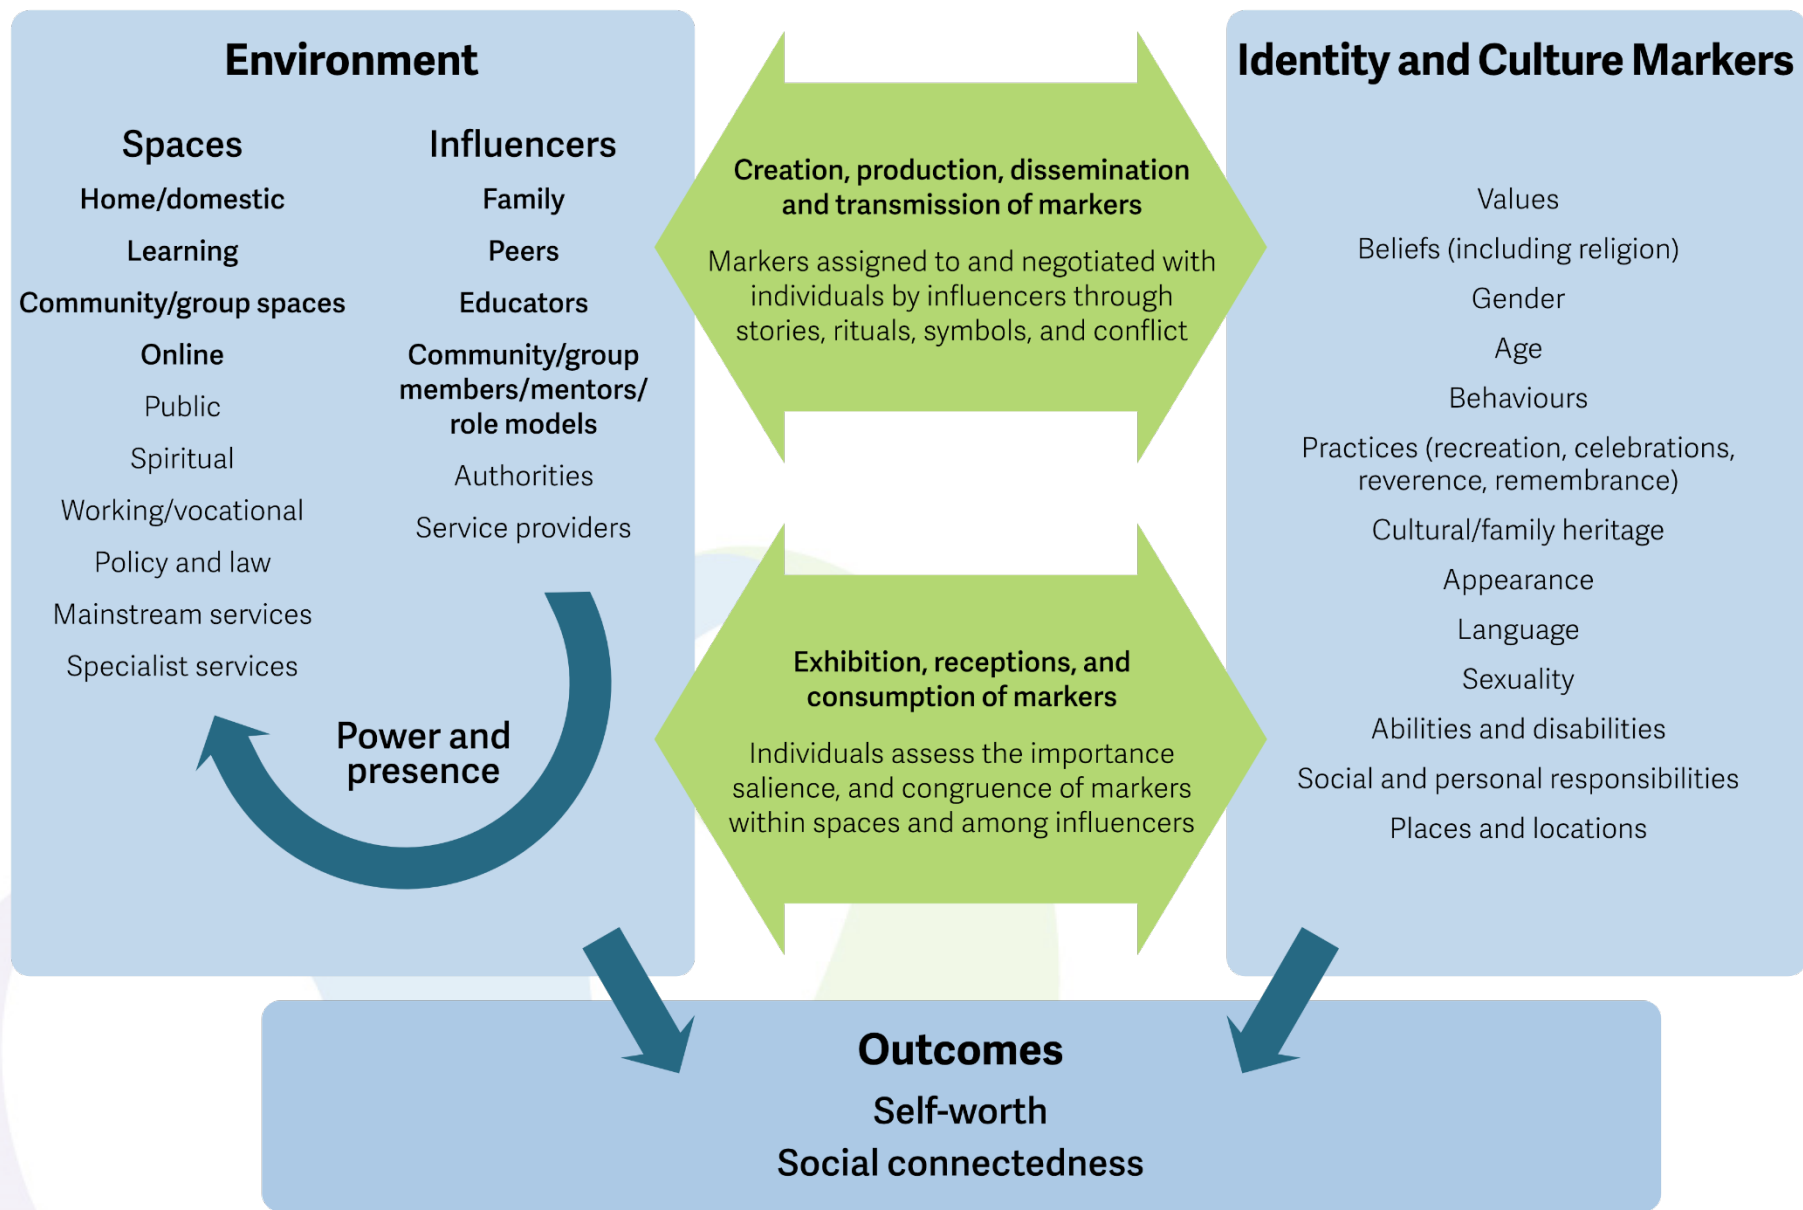 Environment
Spaces
Home/domestic
Learning
Community/group spaces
Online
Public
Spiritual
Working/vocational
Policy and law
Mainstream services
Specialist services
Influencers
Family
Peers
Educators
Community/group
members/mentors/
role models
Authorities
Service providers
Power and
presence
Creation, production, dissemination
and transmission of markers
Markers assigned to and negotiated with
individuals by influencers through
stories, rituals, symbols, and conflict
Exhibition, receptions, and
consumption of markers
Individuals assess the importance
salience, and congruence of markers
within spaces and among influencers
Identity and Culture Markers
Values
Beliefs (including religion)
Gender
Age
Behaviours
Practices (recreation, celebrations,
reverence, remembrance)
Cultural/family heritage
Appearance
Language
Sexuality
Abilities and disabilities
Social and personal responsibilities
Places and locations
Outcomes
Self-worth
Social connectedness